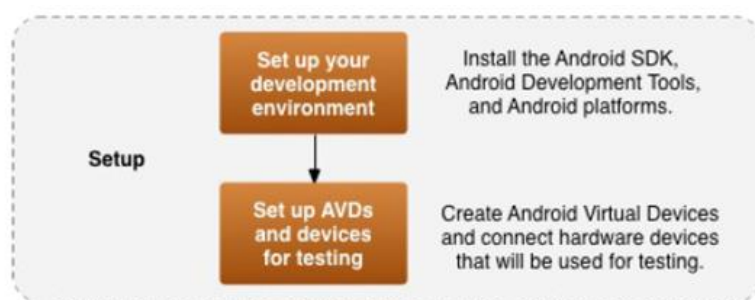 Set up your
development
environment
Install the Android SDK,
Android Development Tools,
and Android platforms.
Setup
Set up AVDs
and devices
for testing
Create Android Virtual Devices
and connect hardware devices
that will be used for testing.